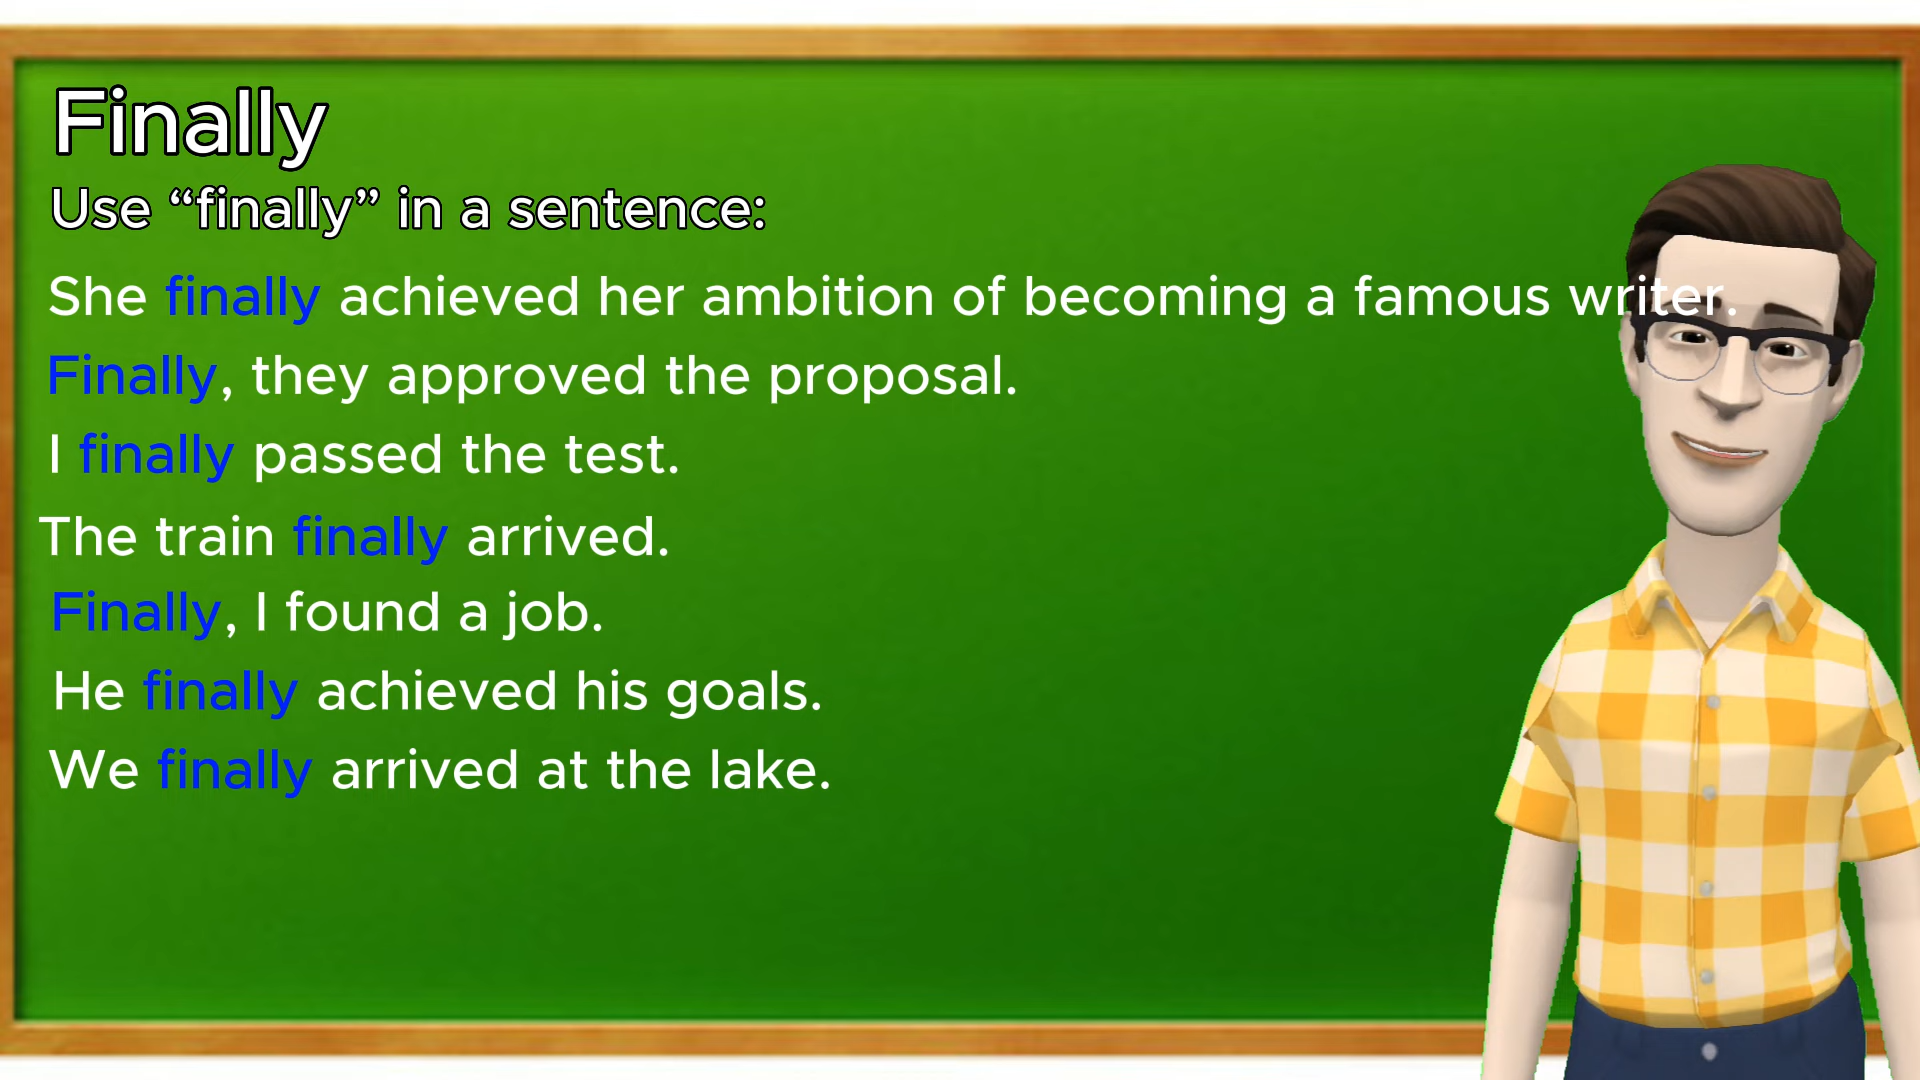 Finally
Use “finally” in a sentence:
She finally achieved her ambition of becoming a famous writer.
Finally, they approved the proposal.
I finally passed the test.
The train finally arrived.
Finally, I found a job.
He finally achieved his goals.
We finally arrived at the lake.